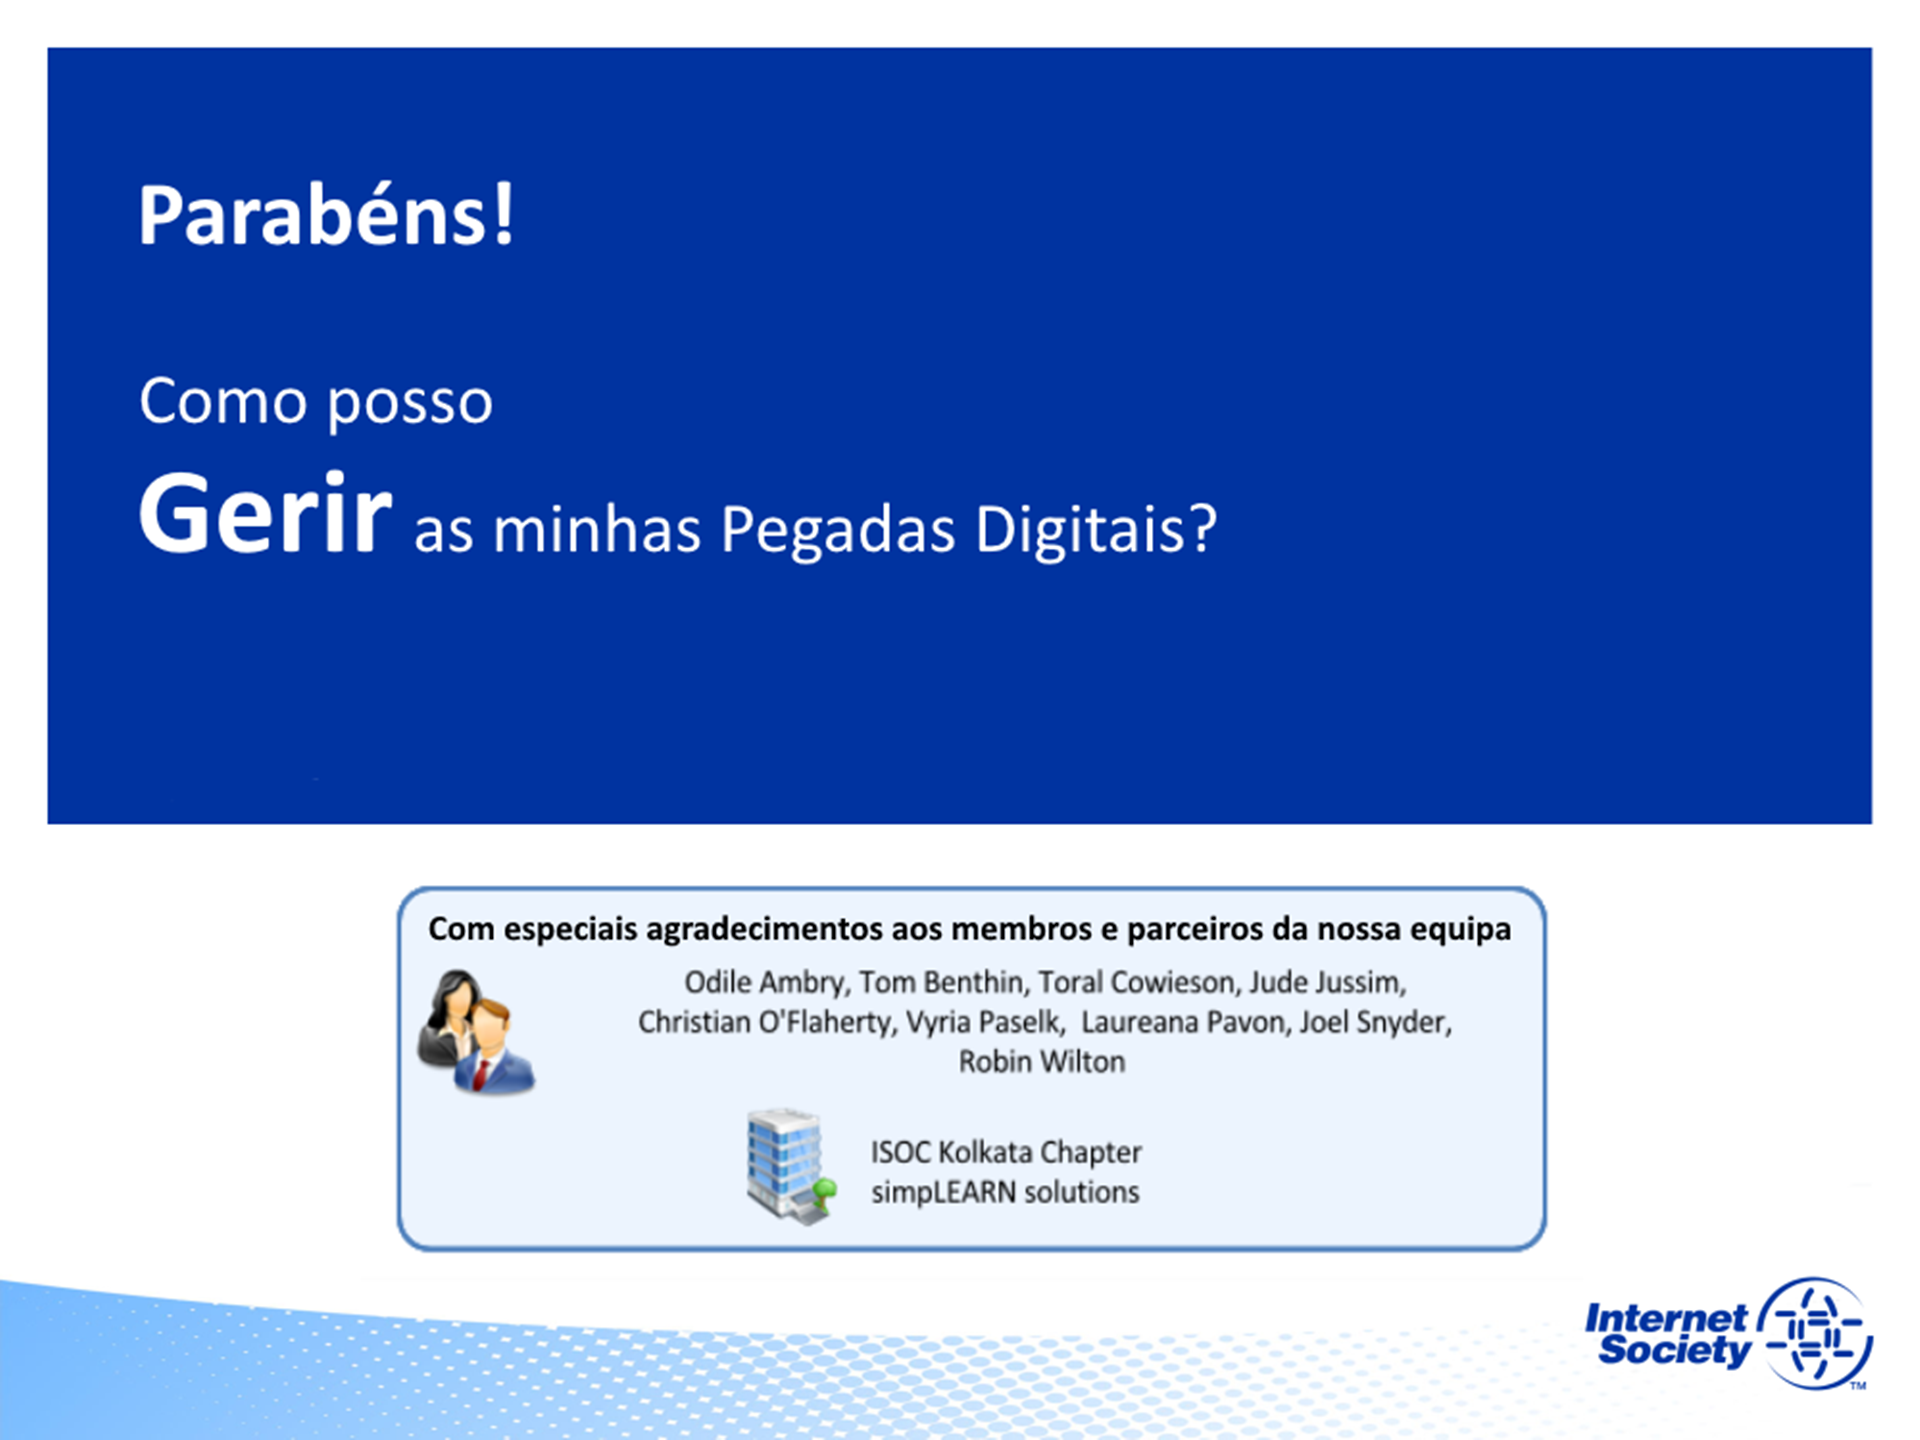 Parabéns!
Como posso
Gerir as minhas Pegadas Digitais?
Com especiais agradecimentos aos membros e parceiros da nossa equipa
Odile Ambry, Tom Benthin, Toral Cowieson, Jude Jussim,
Christian O'Flaherty, Vyria Paselk, Laureana Pavon, Joel Snyder,
Robin Wilton
ISOC Kolkata Chapter
simpLEARN solutions
Internet
Society
TM